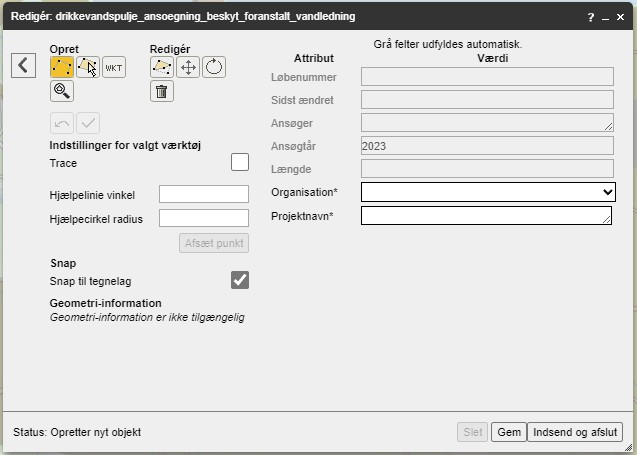 Redigér: drikkevandspulje_ansoegning_beskyt_foranstalt_vandledning
?
Opret
Redigér
WKT
Indstillinger for valgt værktøj
Trace
Hjælpelinie vinkel
Hjælpecirkel radius
Afsæt punkt
Snap
Snap til tegnelag
Geometri-information
Geometri-information er ikke tilgængelig
Grå felter udfyldes automatisk.
Attribut Værdi
Løbenummer
Sidst ændret
Ansøger
Ansøgtår 2023
Længde
Organisation*
Projektnavn*
Status: Opretter nyt objekt
Slet Gem Indsend og afslut